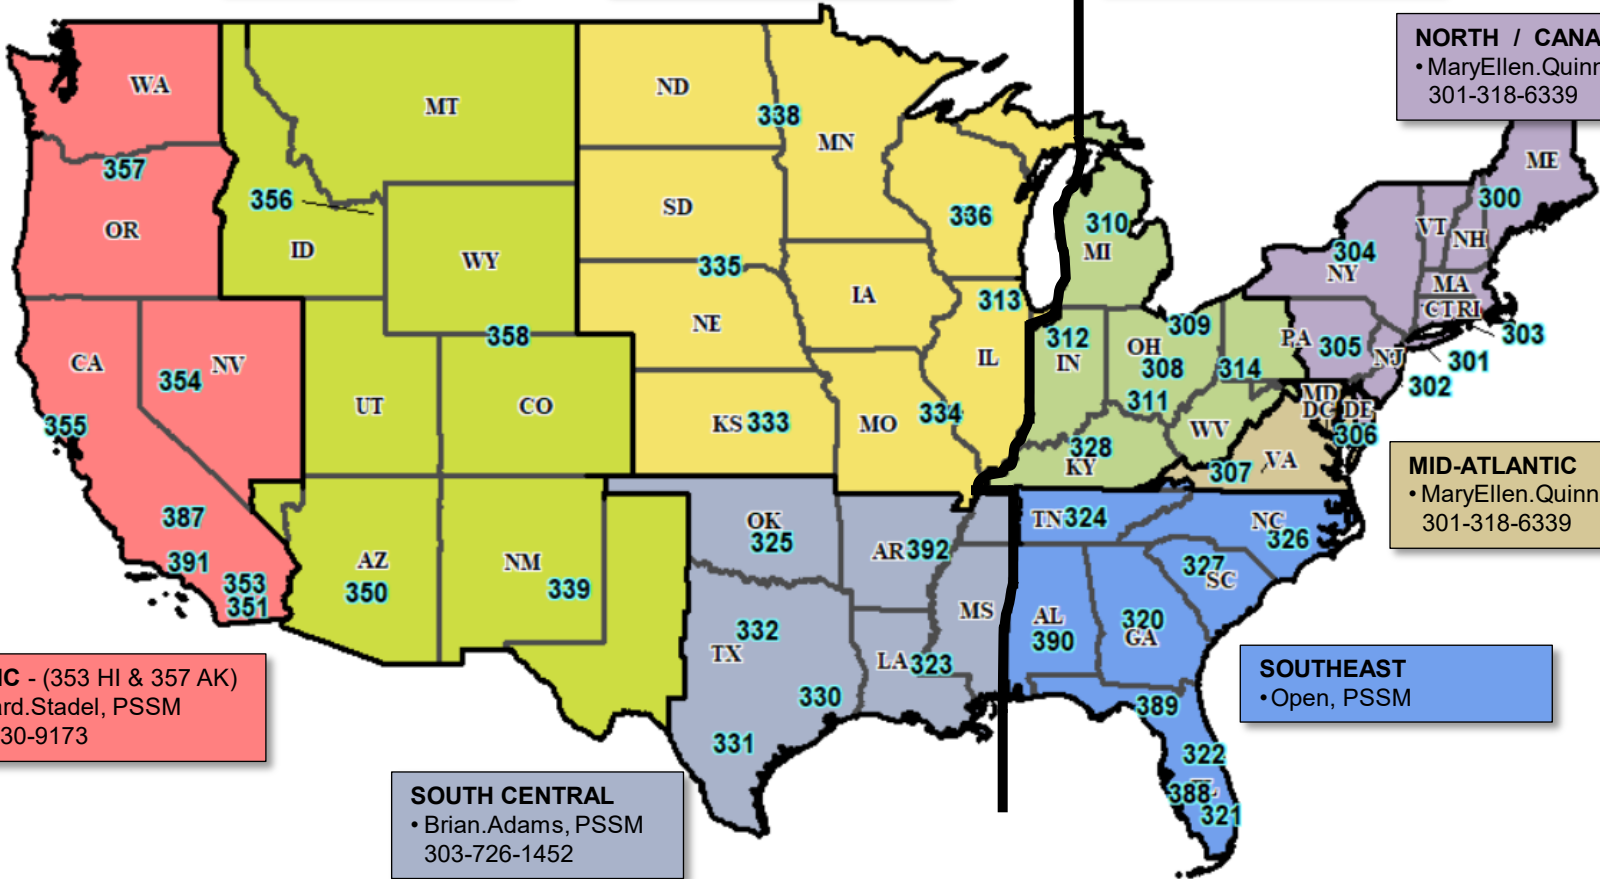 NORTH / CANA
• MaryEllen.Quinn
301-318-6339
WA
MT
ND
338
MN
ME
357
356
OR
ID
WY
SD
336
310
MI
300
VT
NH
304
NY
MA
CT RI
335
IA
313
NE
358
312
IN
309
OH
308
314
PA
305
NJ
303
301
302
CA
NV
354
IL
311
355
UT
CO
KS 333
MO
334
WV
MD
DC
DE
306
328
KY
307
VA
MID-ATLANTIC
• MaryEllen.Quinn
301-318-6339
387
391
353
351
AZ
350
NM
339
OK
325
AR 392
TN 324
NC
326
327
SC
332
TX
MS
AL
390
320
GA
LA 323
330
331
389
322
388
321
IC - (353 HI & 357 AK)
ard.Stadel, PSSM
30-9173
SOUTHEAST
• Open, PSSM
SOUTH CENTRAL
• Brian.Adams, PSSM
303-726-1452